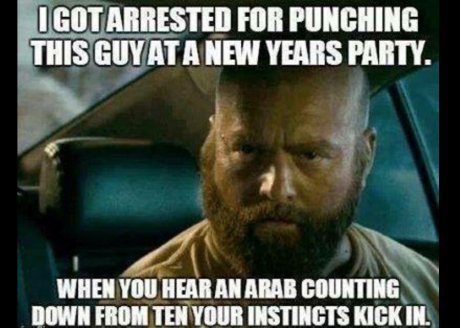 I GOT ARRESTED FOR PUNCHING
THIS GUY AT A NEW YEARS PARTY.
WHEN YOU HEAR AN ARAB COUNTING
DOWN FROM TEN YOUR INSTINCTS KICK IN.